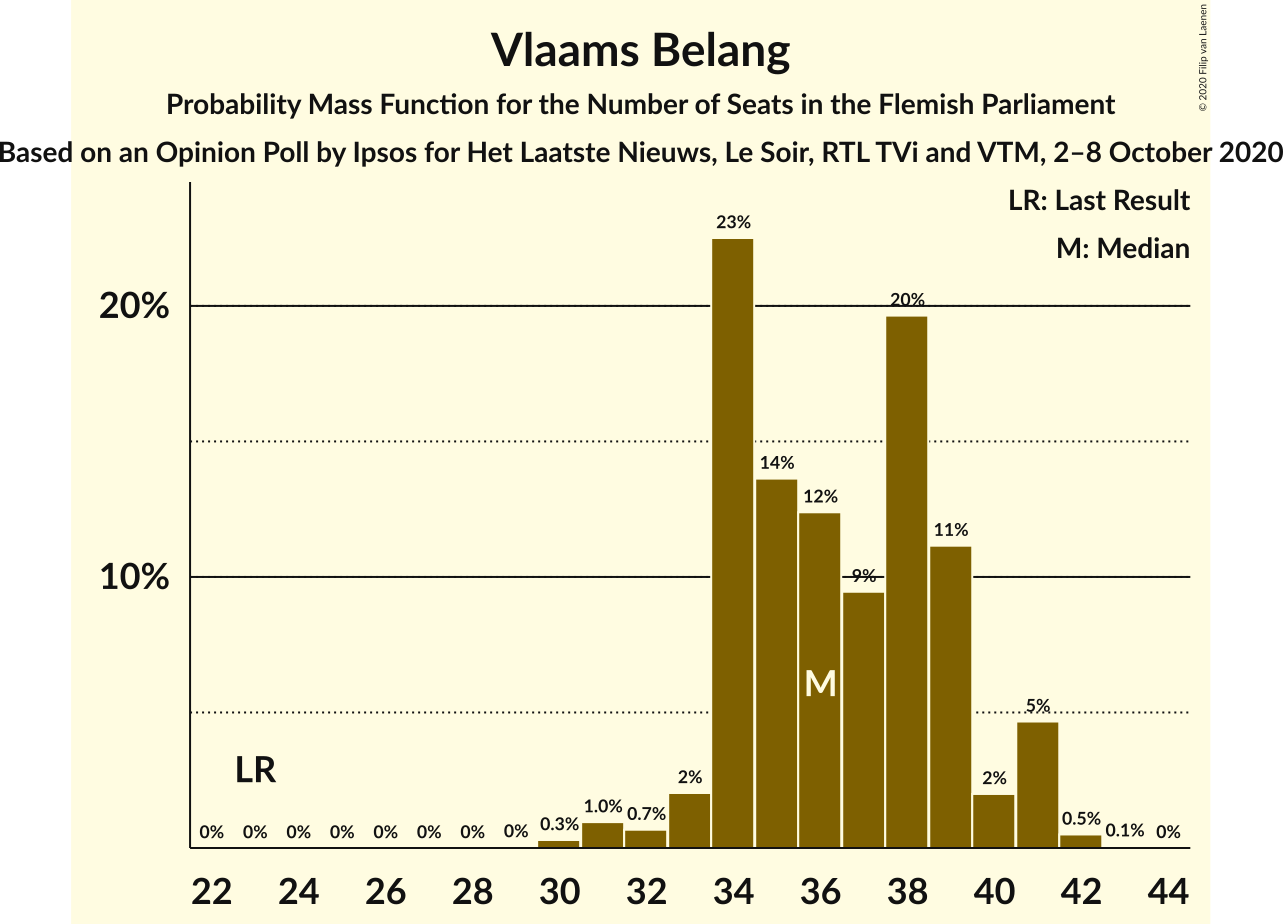 Vlaams Belang
Probability Mass Function for the Number of Seats in the Flemish Parliament
Based on an Opinion Poll by Ipsos for Het Laatste Nieuws, Le Soir, RTL TVi and VTM, 2–8 October 2020
© 2020 Filip van Laenen
LR: Last Result
M: Median
20%
10%
23%
20%
14%
12%
11%
9%
M
5%
LR
2%
2%
0% 0% 0% 0% 0% 0% 0% 0% 0.3% 1.0% 0.7% 0.5% 0.1% 0%
22 24 26 28 30 32 34 36 38 40 42 44